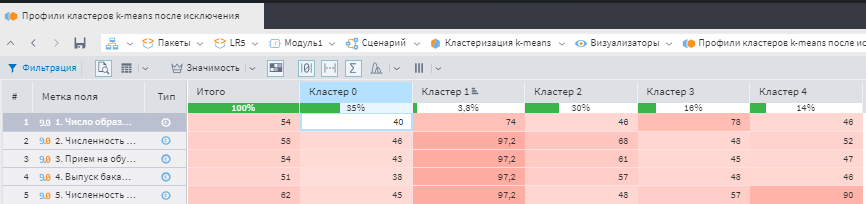 Профили кластеров k-means после исключения
Пакеты LR5 Модуль1 Сценарий Кластеризация k-means Визуализаторы Профили кластеров k-means после ис
Фильтрация Значимость
# Метка поля Тип Итого Кластер 0 Кластер 1 Кластер 2 Кластер 3 Кластер 4
100% 35% 3,8% 30% 16% 14%
1 9.0 1. Число образ... 54 40 74 46 78 46
2 9.0 2. Численность ... 58 46 97,2 68 48 52
3 9.0 3. Прием на обу... 54 43 97,2 61 45 47
4 9.0 4. Выпуск бака... 51 38 97,2 57 48 45
5 9.0 5. Численность ... 62 45 97,2 48 57 90